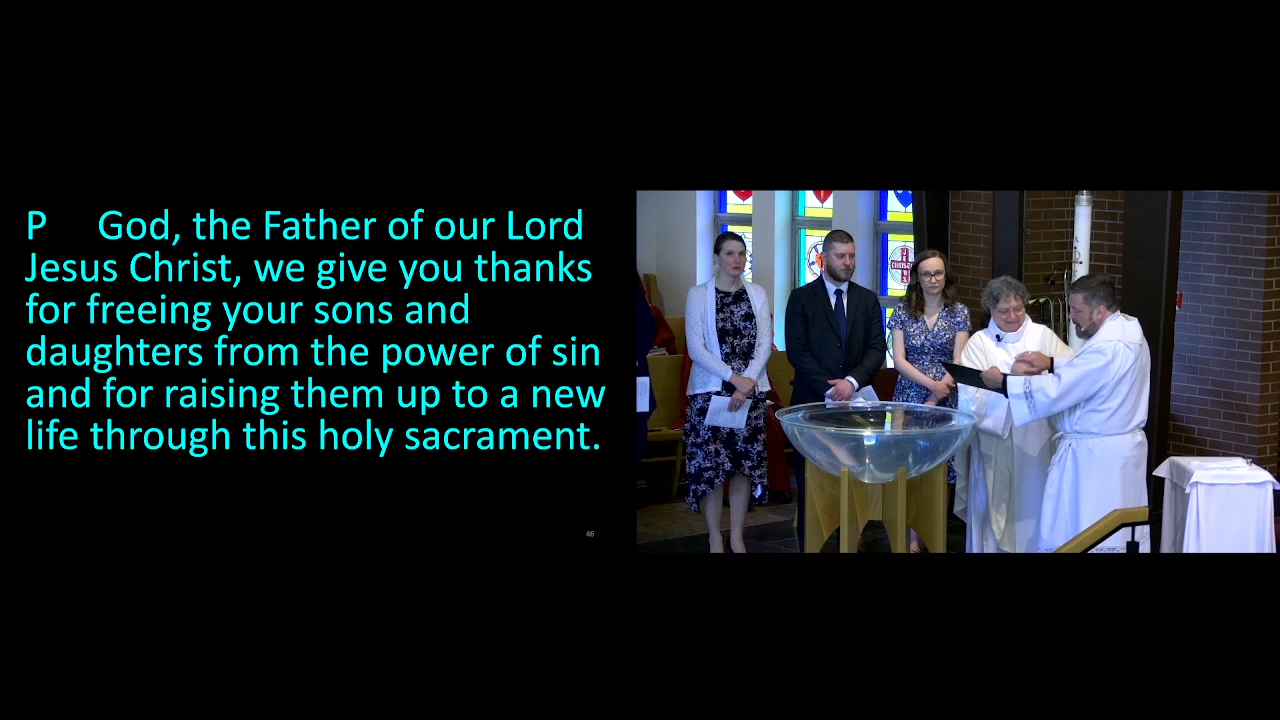 P God, the Father of our Lord
Jesus Christ, we give you thanks
for freeing your sons and
daughters from the power of sin
and for raising them up to a new
life through this holy sacrament.
46